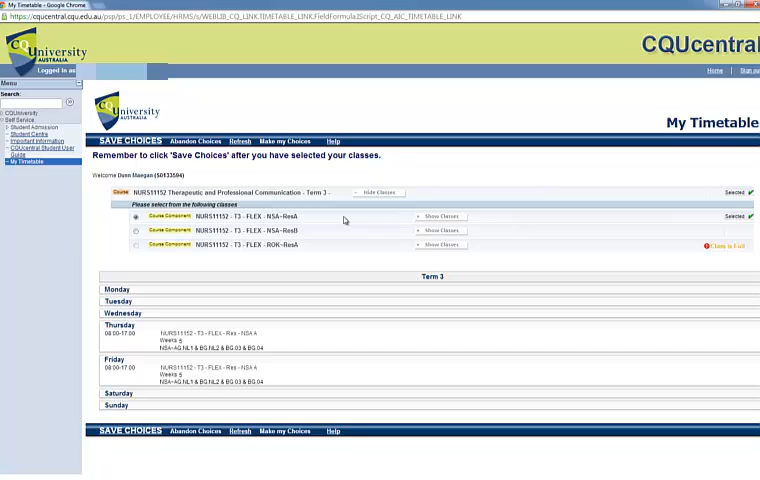 My Timetable - Google Chrome
https://cqucentral.cqu.edu.au/psp/ps_1/EMPLOYEE/HRMS/s/WEBLIB_CQ_LINK.TIMETABLE_LINK.FieldFormula.IScript_CQ_AIC_TIMETABLE_LINK
CQUniversity
AUSTRALIA
CQUcentral
Logged in as
Home | Sign ou
Menu
Search:
CQUniversity
Self Service
Student Admission
Student Centre
Important Information
CQUcentral Student User
Guide
My Timetable
CQUniversity
AUSTRALIA
My Timetable
SAVE CHOICES Abandon Choices Refresh Make my Choices Help
Remember to click 'Save Choices' after you have selected your classes.
Welcome Dunn Maegan (S0133594)
Course NURS11152 Therapeutic and Professional Communication - Term 3 - - Hide Classes Selected
Please select from the following classes
Course Component NURS11152 - T3 - FLEX - NSA~ResA + Show Classes Selected
Course Component NURS11152 - T3 - FLEX - NSA~ResB + Show Classes
Course Component NURS11152 - T3 - FLEX - ROK~ResA + Show Classes Class is Full
Term 3
Monday
Tuesday
Wednesday
Thursday
08:00-17:00 NURS11152 - T3 - FLEX - Res - NSA A
Weeks 6
NSA~AG.NL1 & BG.NL2 & BG.03 & BG.04
Friday
08:00-17:00 NURS11152 - T3 - FLEX - Res - NSA A
Weeks 6
NSA~AG.NL1 & BG.NL2 & BG.03 & BG.04
Saturday
Sunday
SAVE CHOICES Abandon Choices Refresh Make my Choices Help